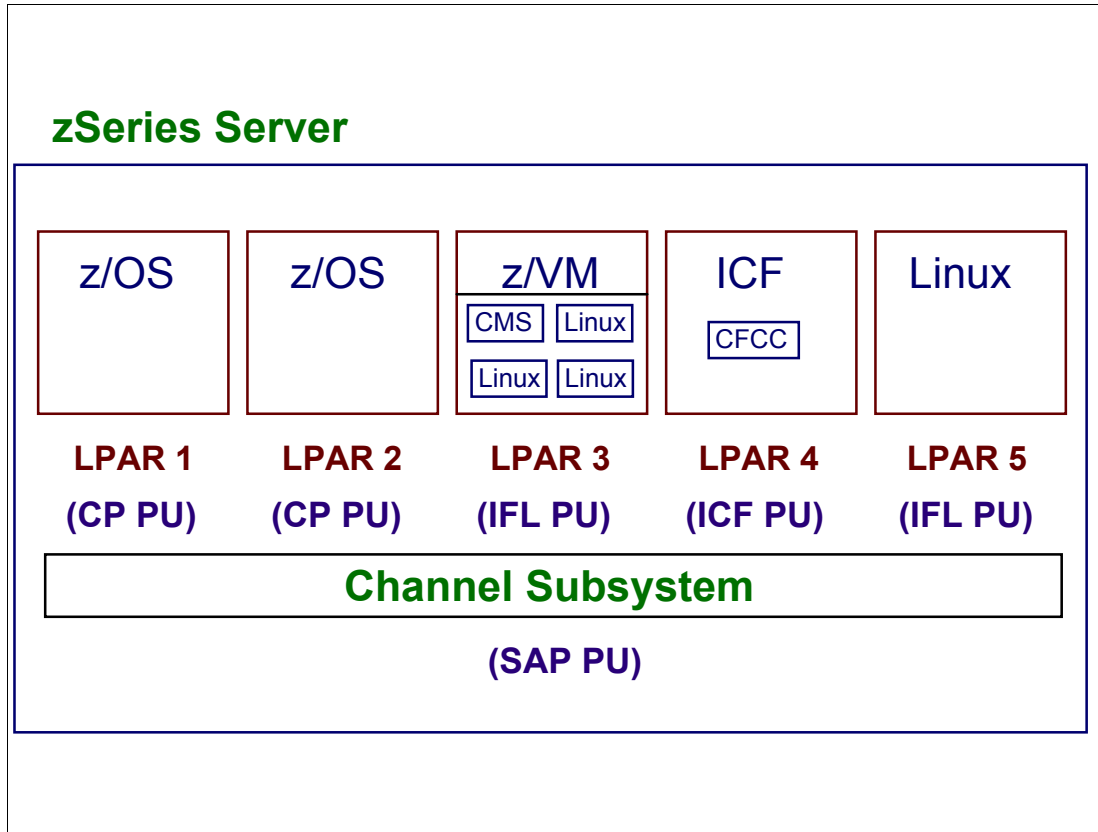 zSeries Server
z/OS
z/OS
z/VM
ICF
Linux
CMS
Linux
CFCC
Linux
Linux
LPAR 1
LPAR 2
LPAR 3
LPAR 4
LPAR 5
(CP PU)
(CP PU)
(IFL PU)
(ICF PU)
(IFL PU)
Channel Subsystem
(SAP PU)